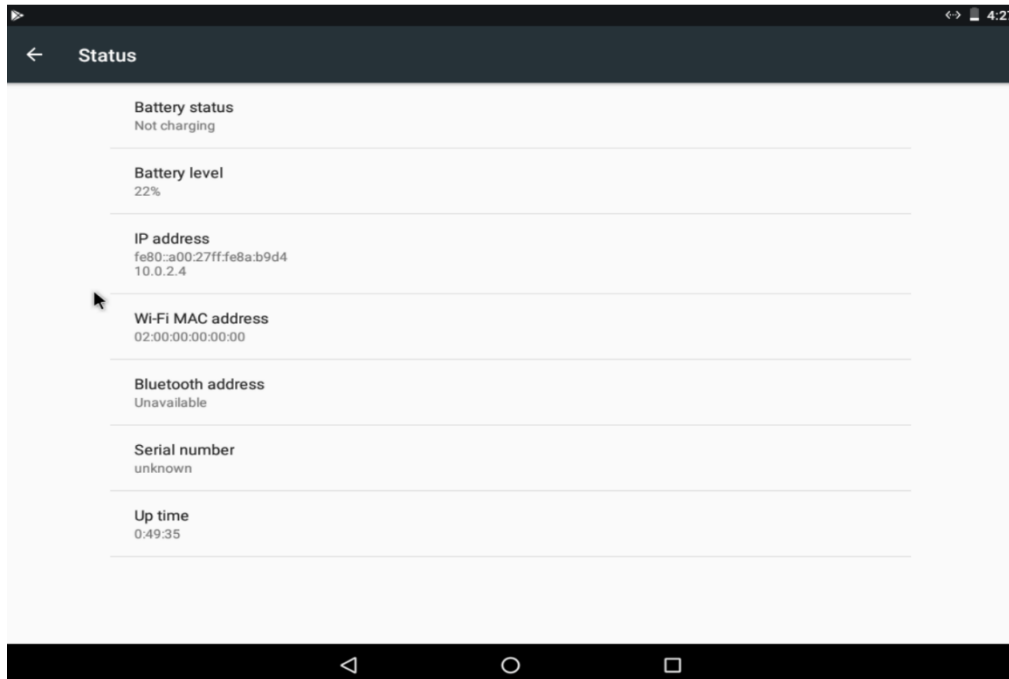 4:27
Status
Battery status
Not charging
Battery level
22%
IP address
fe80::a00:27ff:fe8a:b9d4
10.0.2.4
Wi-Fi MAC address
02:00:00:00:00:00
Bluetooth address
Unavailable
Serial number
unknown
Up time
0:49:35